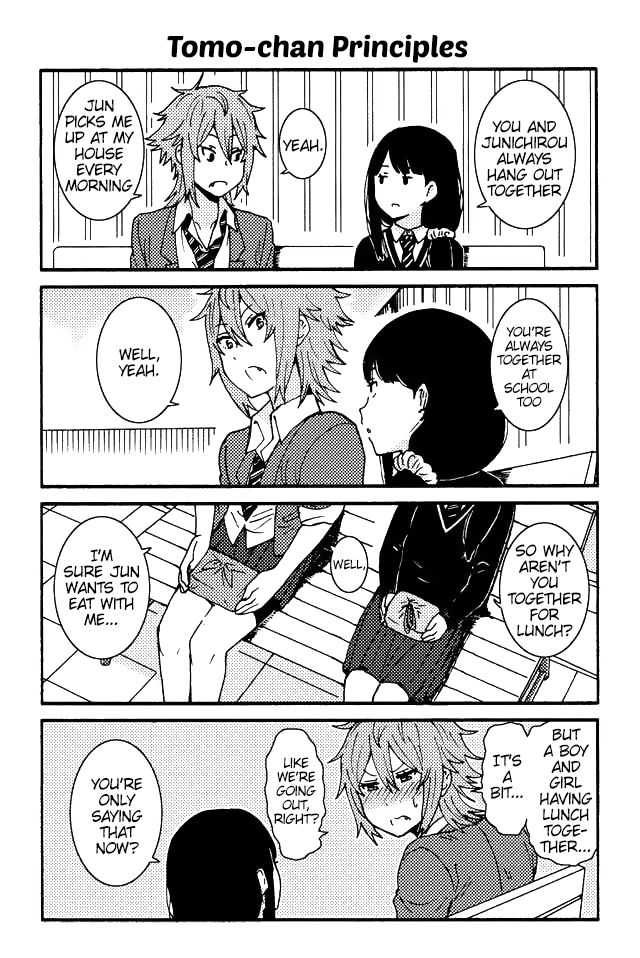 Tomo-chan Principles
YOU AND
JUNICHIROU
ALWAYS
HANG OUT
TOGETHER
YEAH.
JUN
PICKS ME
UP AT MY
HOUSE
EVERY
MORNING
YOU'RE
ALWAYS
TOGETHER
AT
SCHOOL
TOO
WELL,
YEAH.
SO WHY
AREN'T
YOU
TOGETHER
FOR
LUNCH?
WELL,
I'M
SURE JUN
WANTS TO
EAT WITH
ME...
BUT A
BOY
AND
GIRL
HAVING
LUNCH
TOGE-
THER...
IT'S
A
BIT...
LIKE
WE'RE
GOING
OUT,
RIGHT?
YOU'RE
ONLY
SAYING
THAT
NOW?